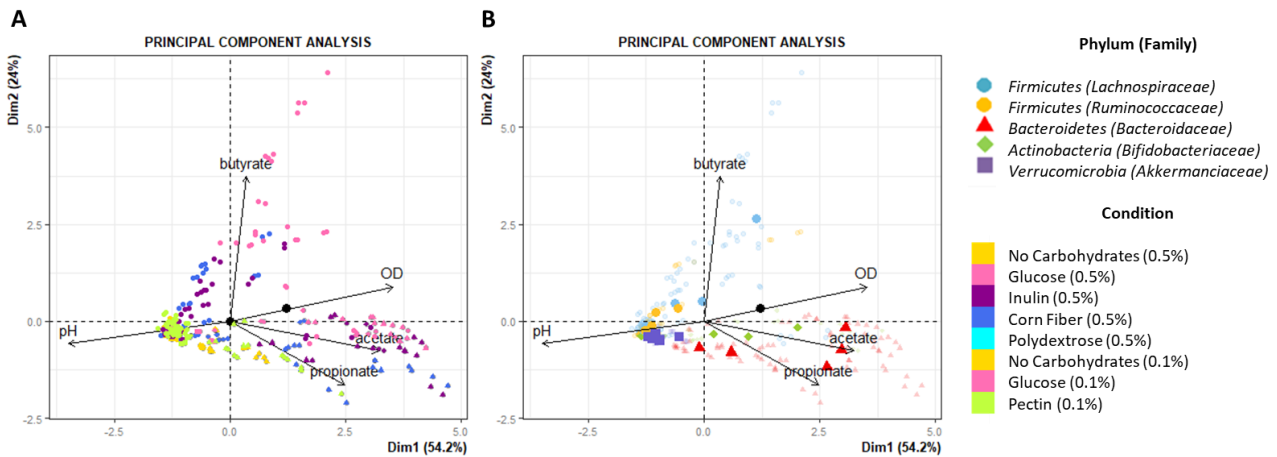 A
PRINCIPAL COMPONENT ANALYSIS
Dim2 (24%)
5.0
2.5
0.0
-2.5
butyrate
OD
pH
acetate
propionate
-2.5
0.0
2.5
5.0
Dim1 (54.2%)
B
PRINCIPAL COMPONENT ANALYSIS
Dim2 (24%)
5.0
2.5
0.0
-2.5
butyrate
OD
pH
acetate
propionate
-2.5
0.0
2.5
5.0
Dim1 (54.2%)
Phylum (Family)
Firmicutes (Lachnospiraceae)
Firmicutes (Ruminococcaceae)
Bacteroidetes (Bacteroidaceae)
Actinobacteria (Bifidobacteriaceae)
Verrucomicrobia (Akkermanciaceae)
Condition
No Carbohydrates (0.5%)
Glucose (0.5%)
Inulin (0.5%)
Corn Fiber (0.5%)
Polydextrose (0.5%)
No Carbohydrates (0.1%)
Glucose (0.1%)
Pectin (0.1%)